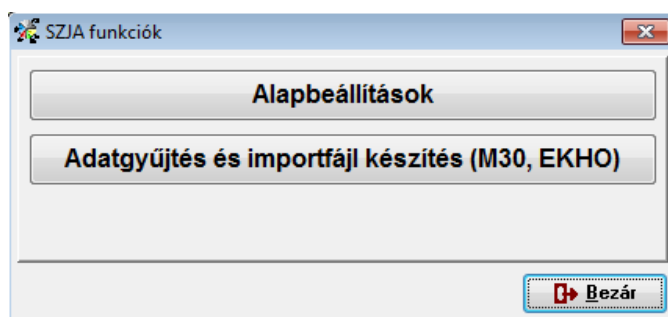 SZJA funkciók
Alapbeállítások
Adatgyűjtés és importfájl készítés (M30, EKHO)
Bezár